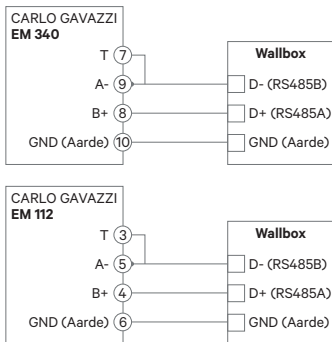 CARLO GAVAZZI
EM 340
T 7
A- 9
B+ 8
GND (Aarde) 10
Wallbox
D- (RS485B)
D+ (RS485A)
GND (Aarde)
CARLO GAVAZZI
EM 112
T 3
A- 5
B+ 4
GND (Aarde) 6
Wallbox
D- (RS485B)
D+ (RS485A)
GND (Aarde)